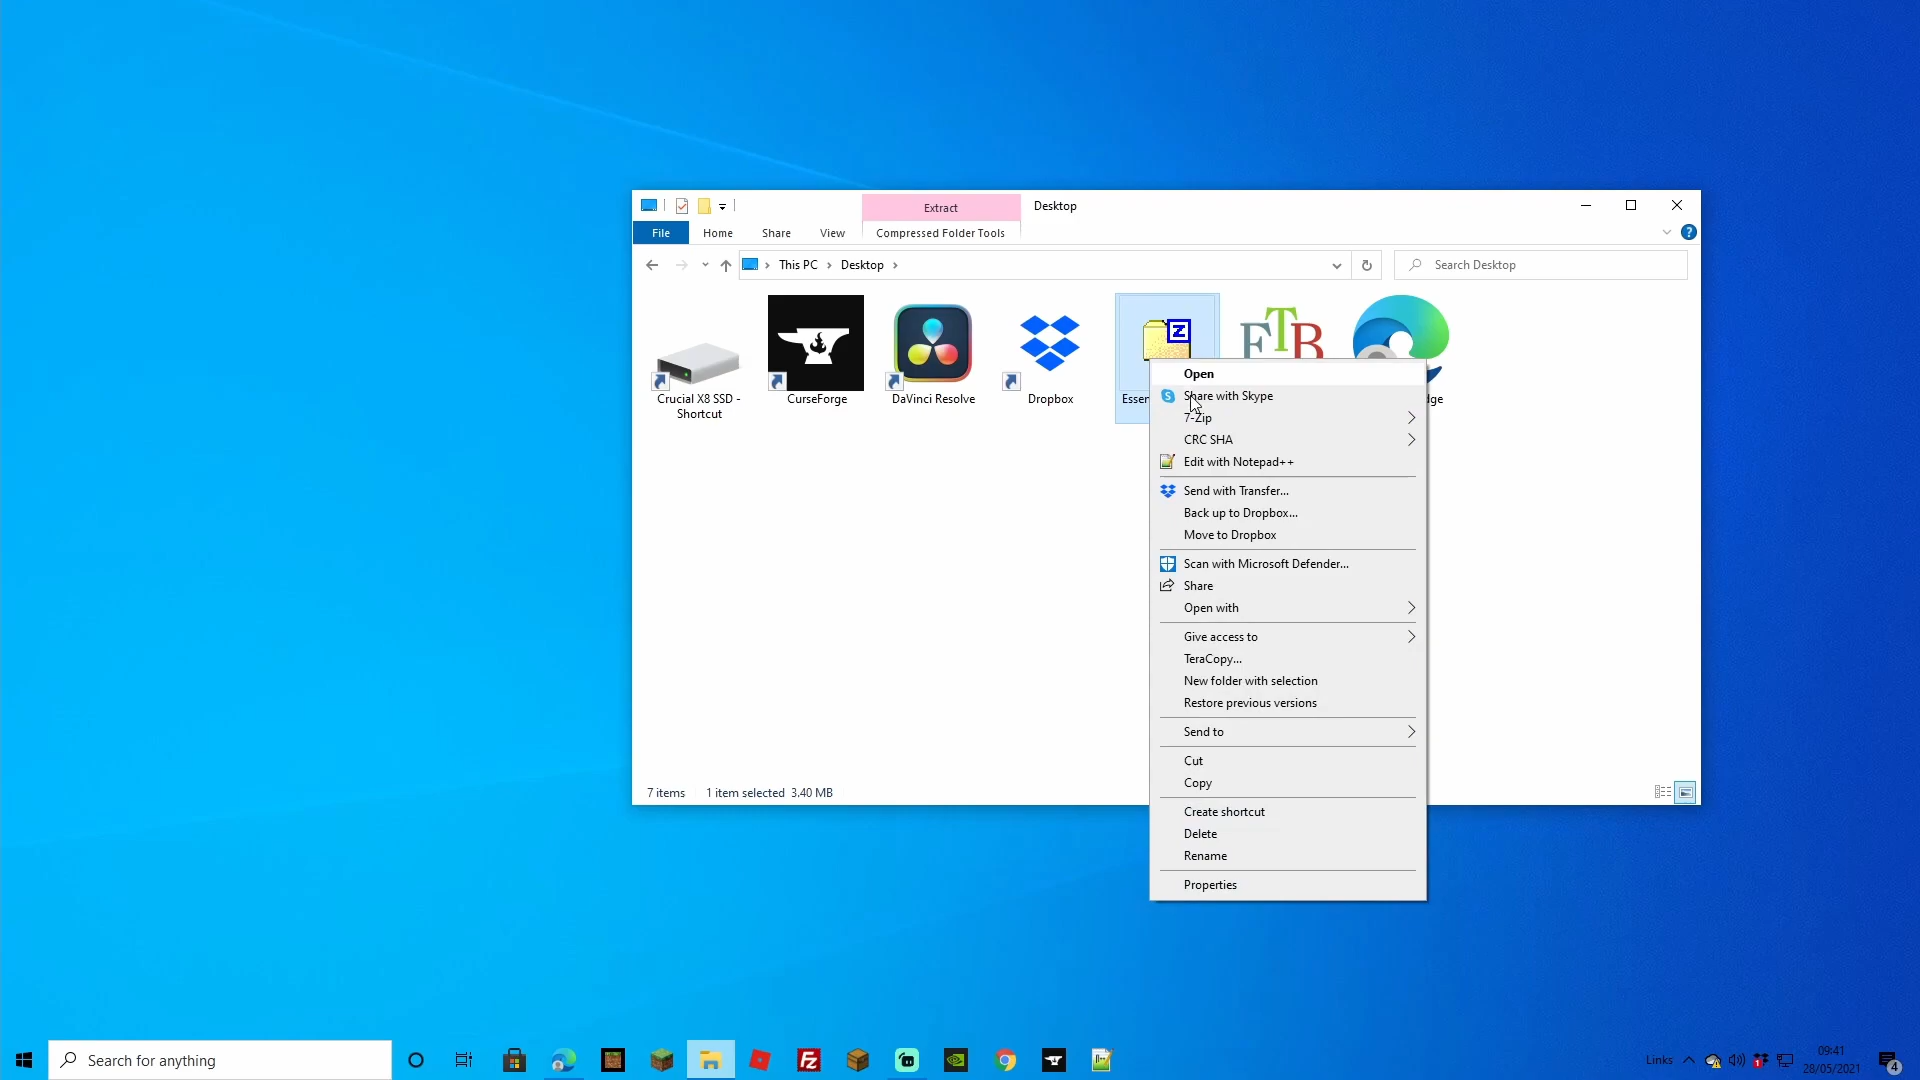 Extract
Desktop
File
Home
Share
View
Compressed Folder Tools
This PC
Desktop
Search Desktop
Crucial X8 SSD -
Shortcut
CurseForge
DaVinci Resolve
Dropbox
FTB
Open
Share with Skype
7-Zip
CRC SHA
Edit with Notepad++
Send with Transfer...
Back up to Dropbox...
Move to Dropbox
Scan with Microsoft Defender...
Share
Open with
Give access to
TeraCopy...
New folder with selection
Restore previous versions
Send to
Cut
Copy
Create shortcut
Delete
Rename
Properties
7 items
1 item selected 3.40 MB
Search for anything
Links
09:41
28/05/2021
4